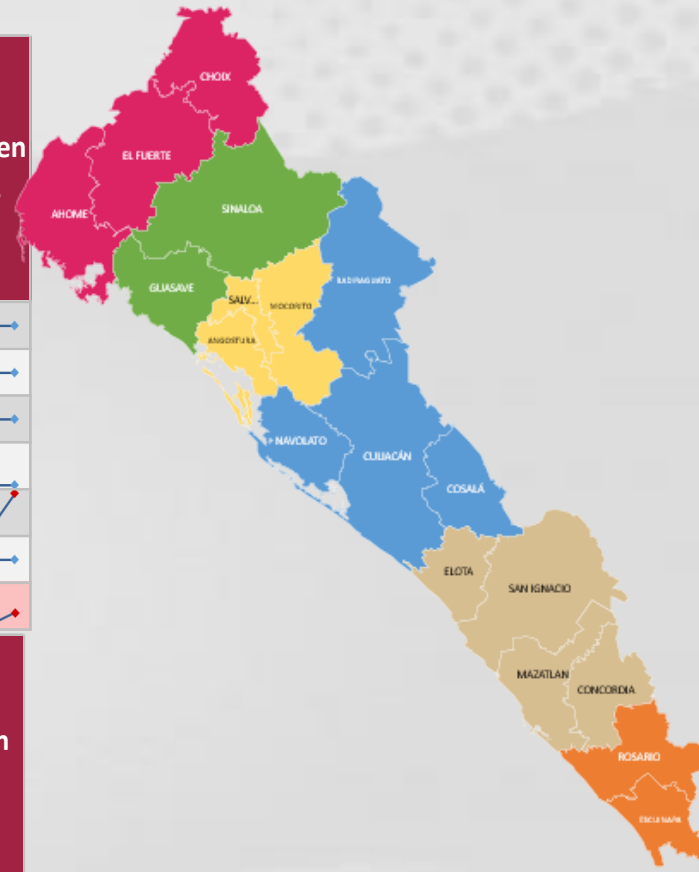 CHOIX
en
EL FUERTE
SINALOA
AHOME
BADIRAGUATO
GUASAVE
SALV...
MOCORITO
ANGOSTURA
NAVOLATO
CULIACÁN
COSALÁ
ELOTA
SAN IGNACIO
MAZATLAN
CONCORDIA
n
ROSARIO
ESCUINAPA